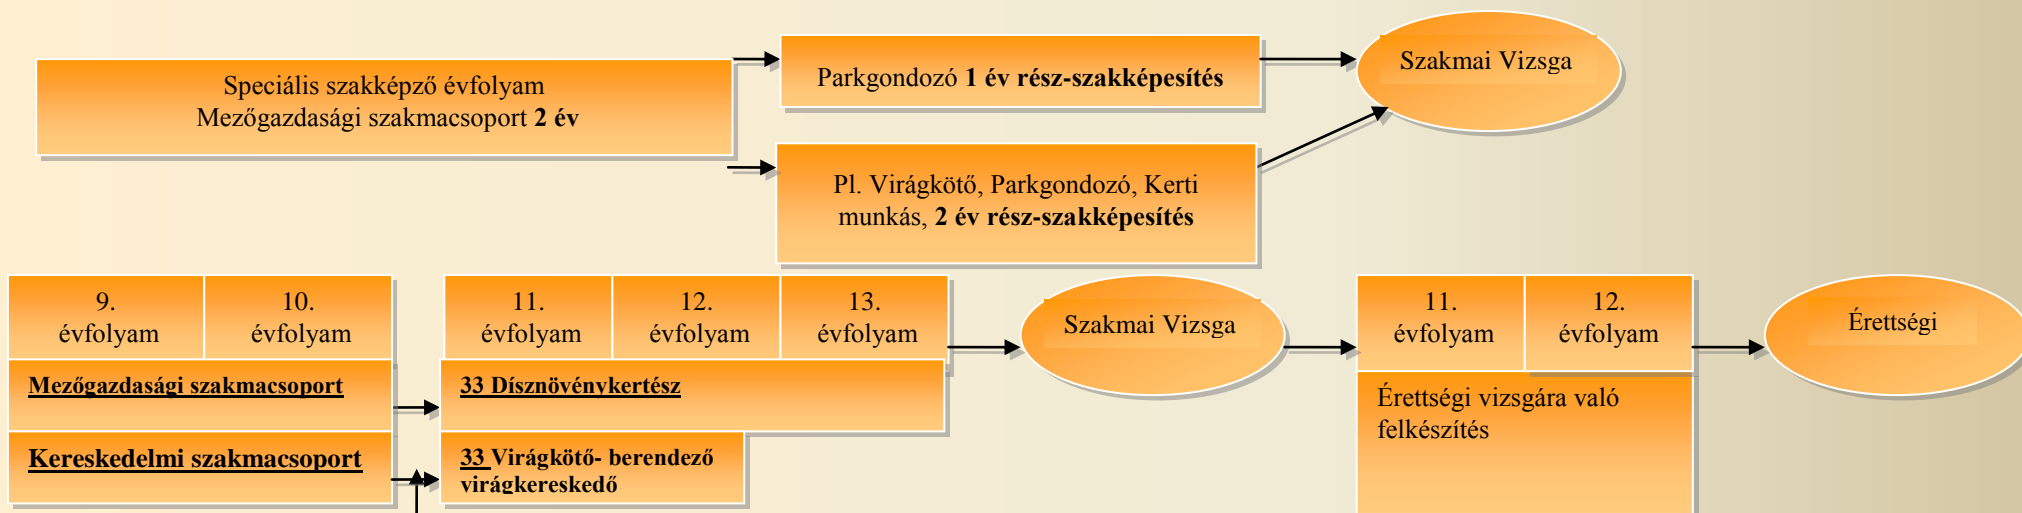 Speciális szakképző évfolyam
Mezőgazdasági szakmacsoport 2 év
Parkgondozó 1 év rész-szakképesítés
Szakmai Vizsga
Pl. Virágkötő, Parkgondozó, Kerti
munkás, 2 év rész-szakképesítés
9.
évfolyam
10.
évfolyam
11.
évfolyam
12.
évfolyam
13.
évfolyam
Szakmai Vizsga
11.
évfolyam
12.
évfolyam
Érettségi
Mezőgazdasági szakmacsoport
33 Dísznövénykertész
Érettségi vizsgára való
felkészítés
Kereskedelmi szakmacsoport
33 Virágkötő- berendező
virágkereskedő